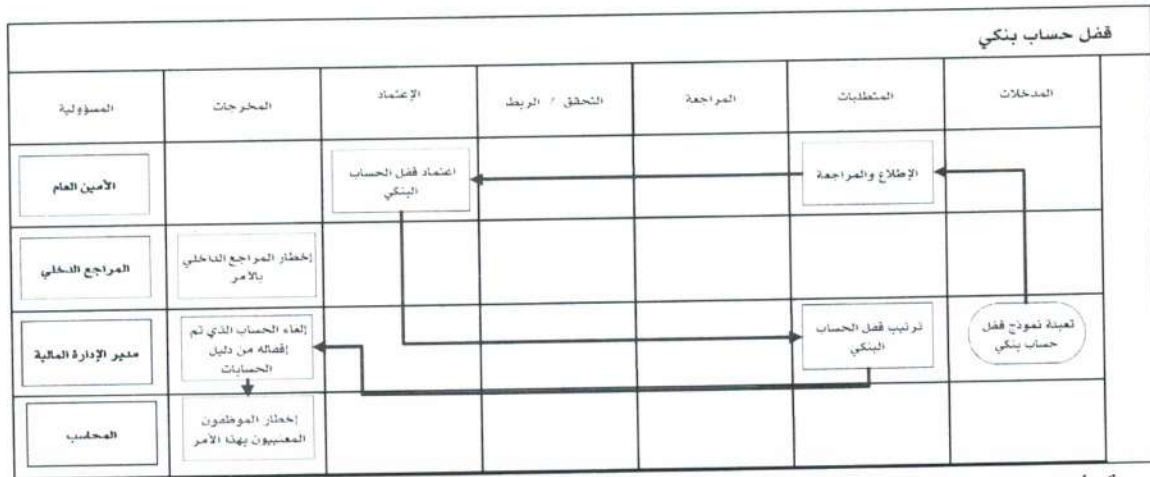 قفل حساب بنكي
المدخلات
المتطلبات
المراجعة
التحقق / الربط
الإعتماد
المخرجات
المسؤولية
الإطلاع والمراجعة
اعتماد قفل الحساب
البنكي
الأمين العام
إخطار المراجع الداخلي
بالأمر
المراجع الدخلي
تعبئة نموذج قفل
حساب بنكي
ترتيب قفل الحساب
البنكي
إلغاء الحساب الذي تم
إقفاله من دليل
الحسابات
مدير الإدارة المالية
إخطار الموظفون
المعنييون بهذا الأمر
المحاسب